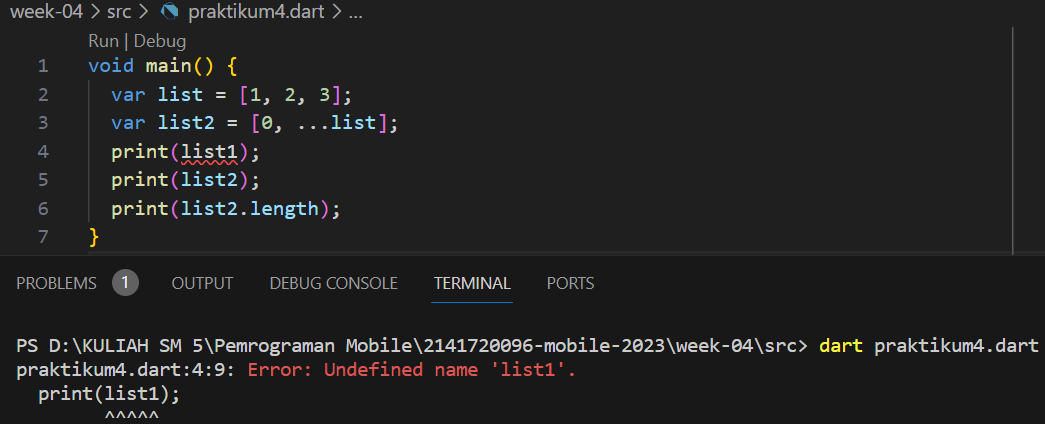 week-04 > src > praktikum4.dart > ...
Run | Debug
1 void main() {
2   var list = [1, 2, 3];
3   var list2 = [0, ...list];
4   print(list1);
5   print(list2);
6   print(list2.length);
7 }
PROBLEMS 1 OUTPUT DEBUG CONSOLE TERMINAL PORTS
PS D:\KULIAH SM 5\Pemrograman Mobile\2141720096-mobile-2023\week-04\src> dart praktikum4.dart
praktikum4.dart:4:9: Error: Undefined name 'list1'.
  print(list1);
        ^^^^^